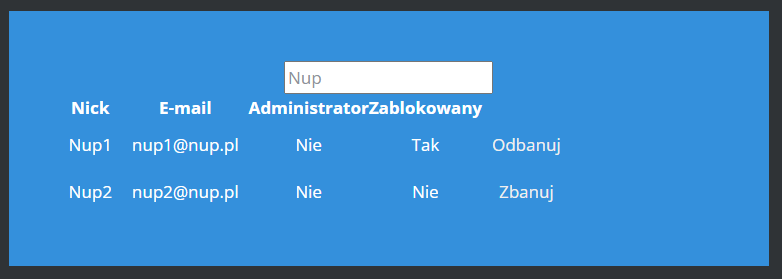 Nup
Nick E-mail Administrator Zablokowany
Nup1 nup1@nup.pl Nie Tak Odbanuj
Nup2 nup2@nup.pl Nie Nie Zbanuj